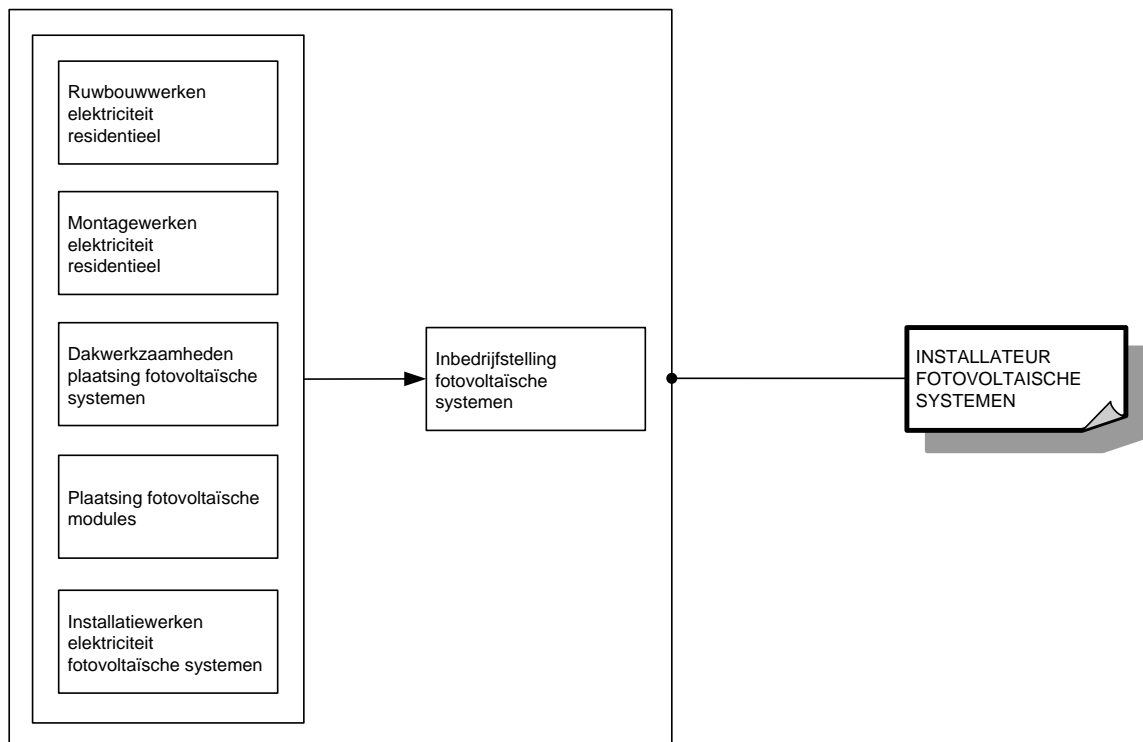 Ruwbouwwerken
elektriciteit
residentieel
Montagewerken
elektriciteit
residentieel
Dakwerkzaamheden
plaatsing fotovoltaïsche
systemen
Plaatsing fotovoltaïsche
modules
Installatiewerken
elektriciteit
fotovoltaïsche systemen
Inbedrijfstelling
fotovoltaïsche
systemen
INSTALLATEUR
FOTOVOLTAISCHE
SYSTEMEN